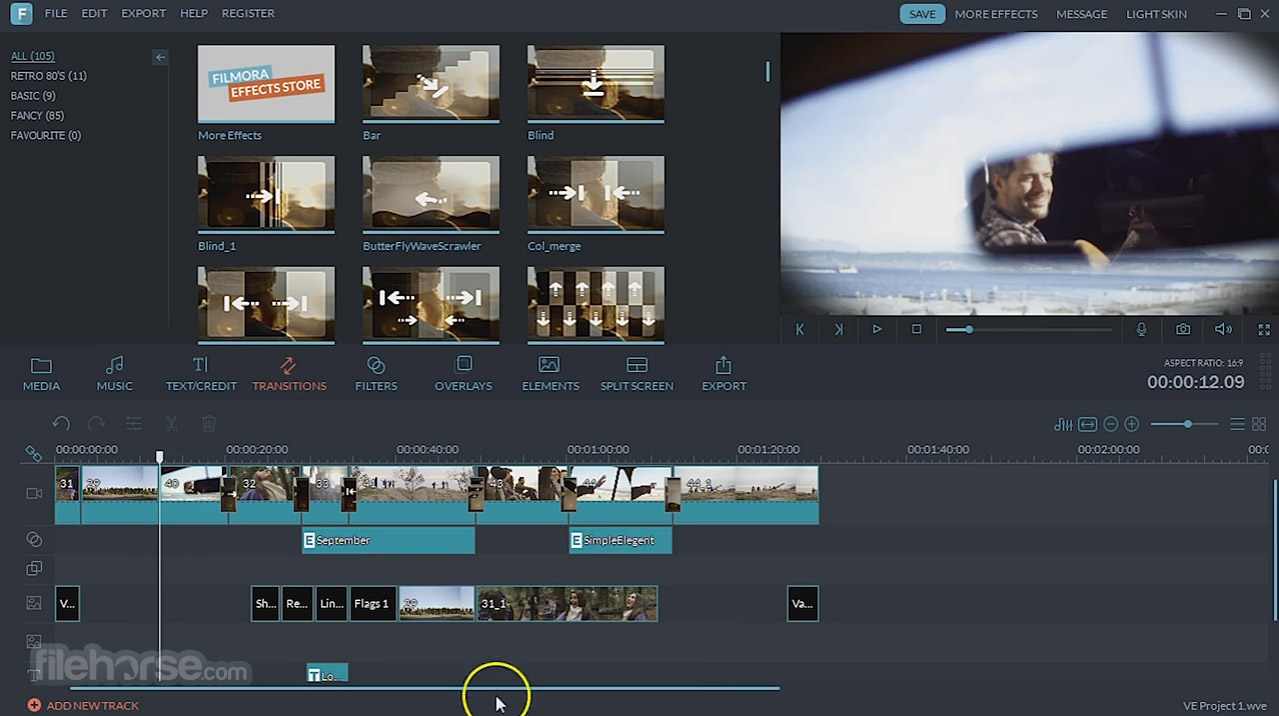 F FILE EDIT EXPORT HELP REGISTER
SAVE MORE EFFECTS MESSAGE LIGHT SKIN
ALL (105)
RETRO 80'S (11)
BASIC (9)
FANCY (85)
FAVOURITE (0)
FILMORA
EFFECTS STORE
More Effects Bar Blind
Blind_1 ButterFlyWaveScrawler Col_merge
MEDIA MUSIC TEXT/CREDIT TRANSITIONS FILTERS OVERLAYS ELEMENTS SPLIT SCREEN EXPORT
ASPECT RATIO: 16:9
00:00:12.09
00:00:00:00 00:00:20:00 00:00:40:00 00:01:00:00 00:01:20:00 00:01:40:00 00:02:00:00 00:0
31 29 40 32 33 43 44 44_1
E September E SimpleElegent
V... Sh... Re... Lin... Flags 1 29 31_1 Va...
T Lo...
filehorse.com
ADD NEW TRACK
VE Project 1.wve